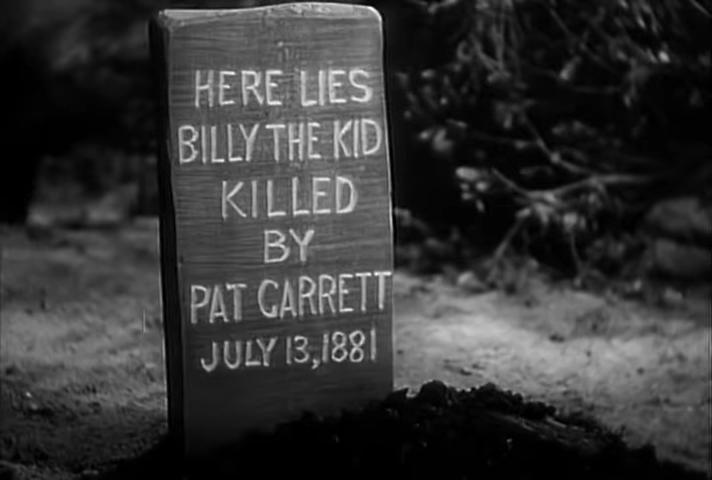 HERE LIES
BILLY THE KID
KILLED
BY
PAT GARRETT
JULY 13, 1881